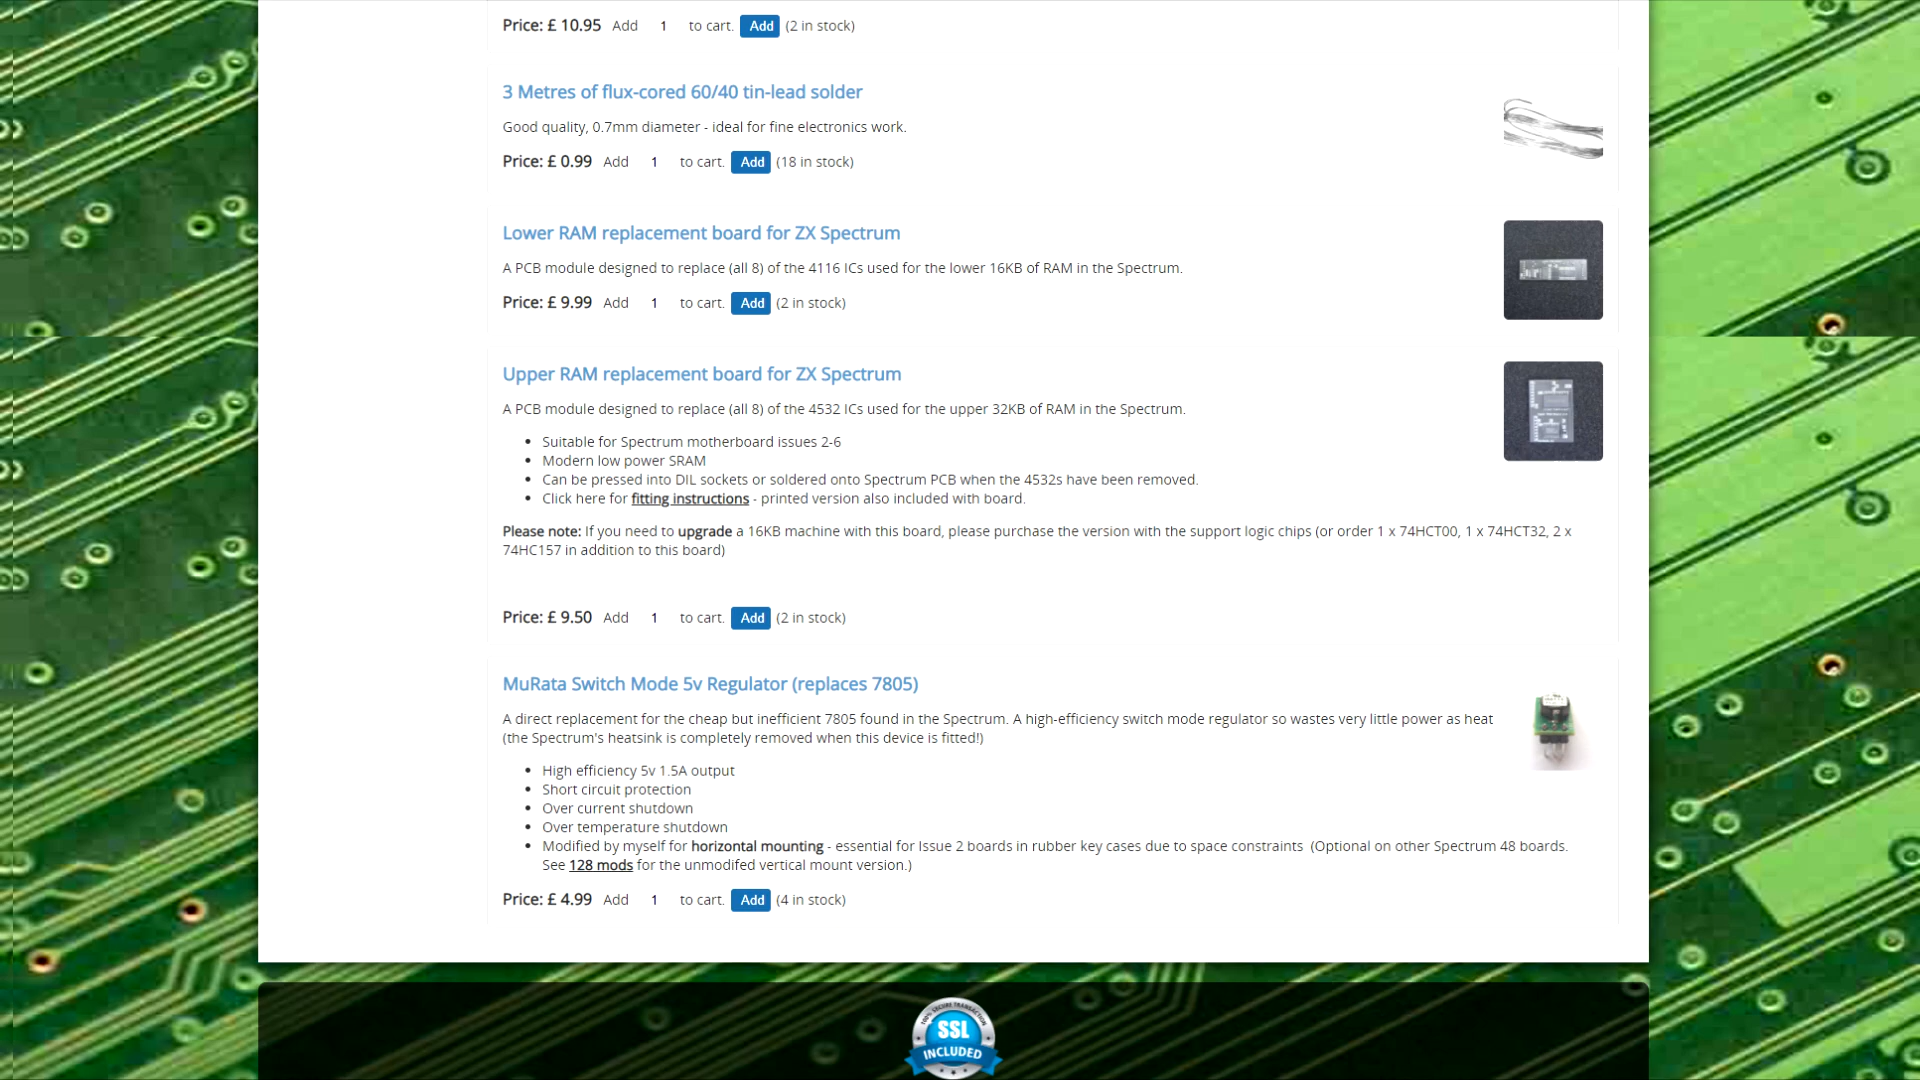 Price: £ 10.95 Add 1 to cart. Add (2 in stock)
3 Metres of flux-cored 60/40 tin-lead solder
Good quality, 0.7mm diameter - ideal for fine electronics work.
Price: £ 0.99 Add 1 to cart. Add (18 in stock)
Lower RAM replacement board for ZX Spectrum
A PCB module designed to replace (all 8) of the 4116 ICs used for the lower 16KB of RAM in the Spectrum.
Price: £ 9.99 Add 1 to cart. Add (2 in stock)
Upper RAM replacement board for ZX Spectrum
A PCB module designed to replace (all 8) of the 4532 ICs used for the upper 32KB of RAM in the Spectrum.
• Suitable for Spectrum motherboard issues 2-6
• Modern low power SRAM
• Can be pressed into DIL sockets or soldered onto Spectrum PCB when the 4532s have been removed.
• Click here for fitting instructions - printed version also included with board.
Please note: If you need to upgrade a 16KB machine with this board, please purchase the version with the support logic chips (or order 1 x 74HCT00, 1 x 74HCT32, 2 x
74HC157 in addition to this board)
Price: £ 9.50 Add 1 to cart. Add (2 in stock)
MuRata Switch Mode 5v Regulator (replaces 7805)
A direct replacement for the cheap but inefficient 7805 found in the Spectrum. A high-efficiency switch mode regulator so wastes very little power as heat
(the Spectrum's heatsink is completely removed when this device is fitted!)
• High efficiency 5v 1.5A output
• Short circuit protection
• Over current shutdown
• Over temperature shutdown
• Modified by myself for horizontal mounting - essential for Issue 2 boards in rubber key cases due to space constraints (Optional on other Spectrum 48 boards.
See 128 mods for the unmodifed vertical mount version.)
Price: £ 4.99 Add 1 to cart. Add (4 in stock)
100% SECURE TRANSACTION
SSL
INCLUDED